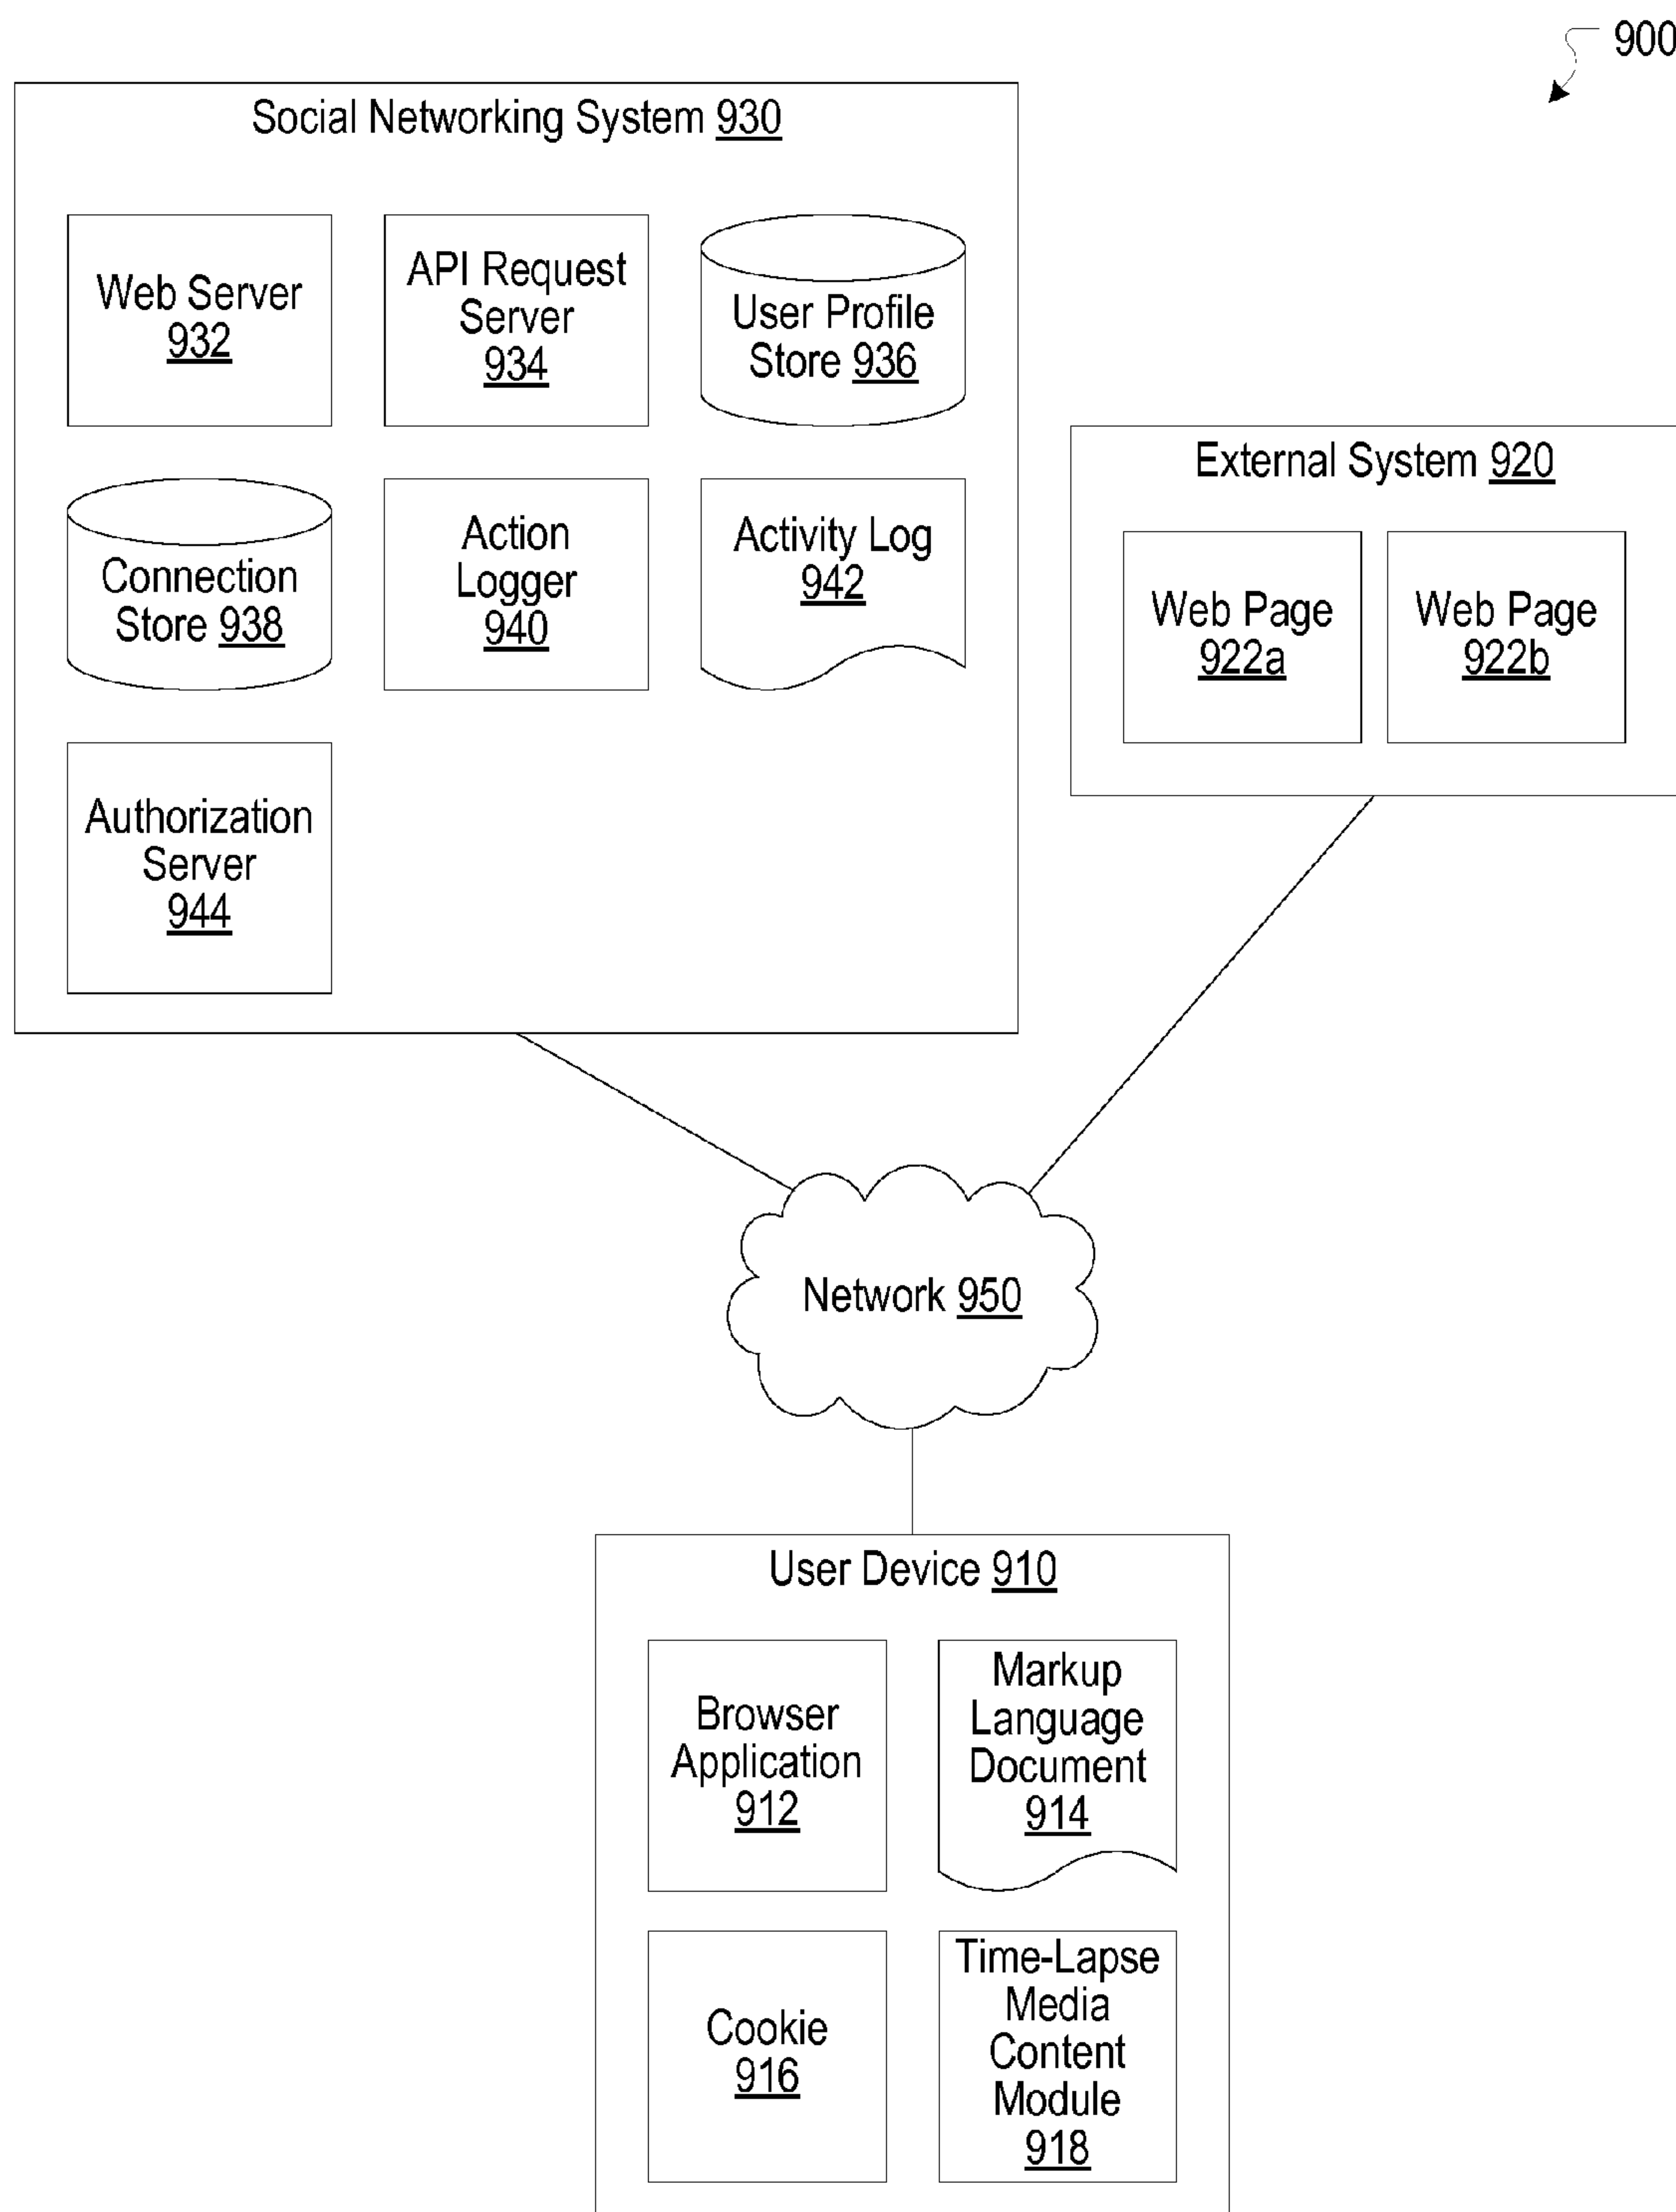 900
Social Networking System 930
Web Server
932
API Request
Server
934
User Profile
Store 936
Connection
Store 938
Action
Logger
940
Activity Log
942
Authorization
Server
944
External System 920
Web Page
922a
Web Page
922b
Network 950
User Device 910
Browser
Application
912
Markup
Language
Document
914
Cookie
916
Time-Lapse
Media
Content
Module
918